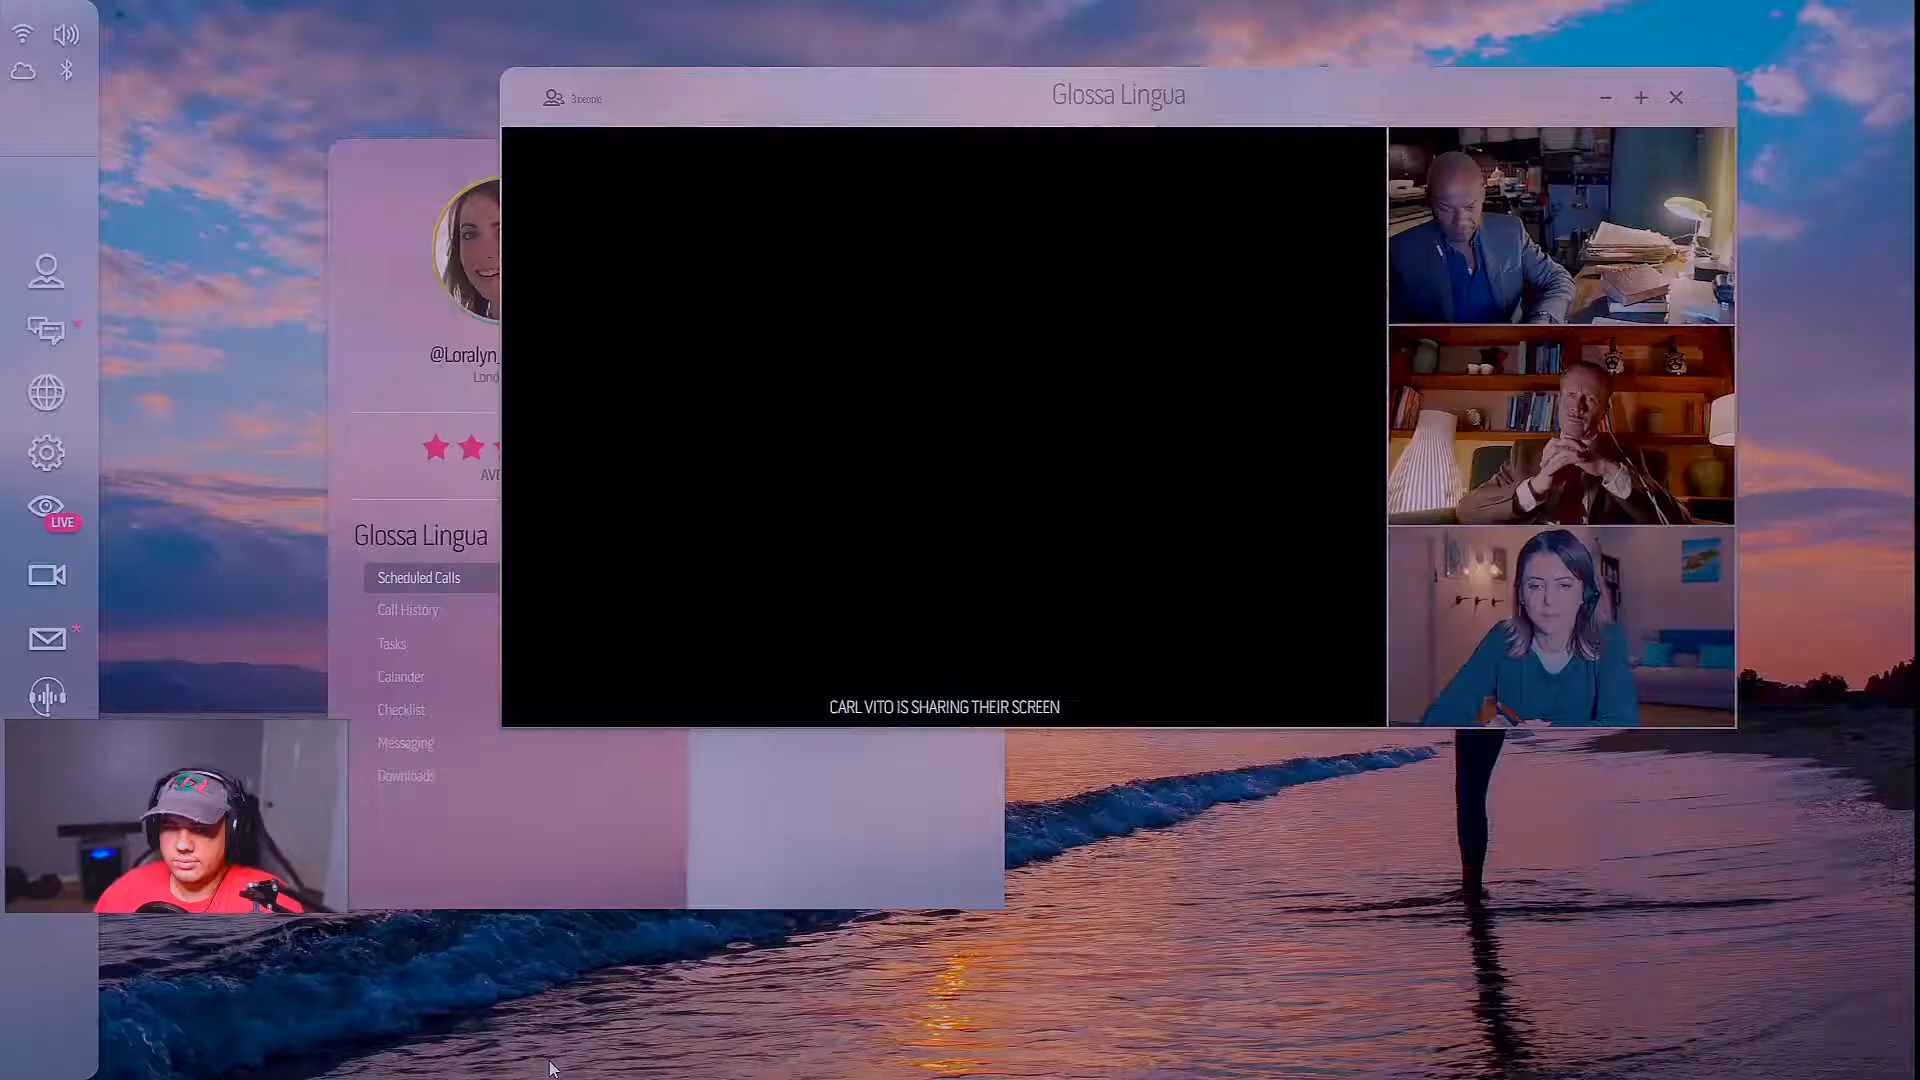 3 people
Glossa Lingua
@Loralyn_
Lond
AVE
Glossa Lingua
Scheduled Calls
Call History
Tasks
Calander
Checklist
Messaging
Downloads
LIVE
CARL VITO IS SHARING THEIR SCREEN